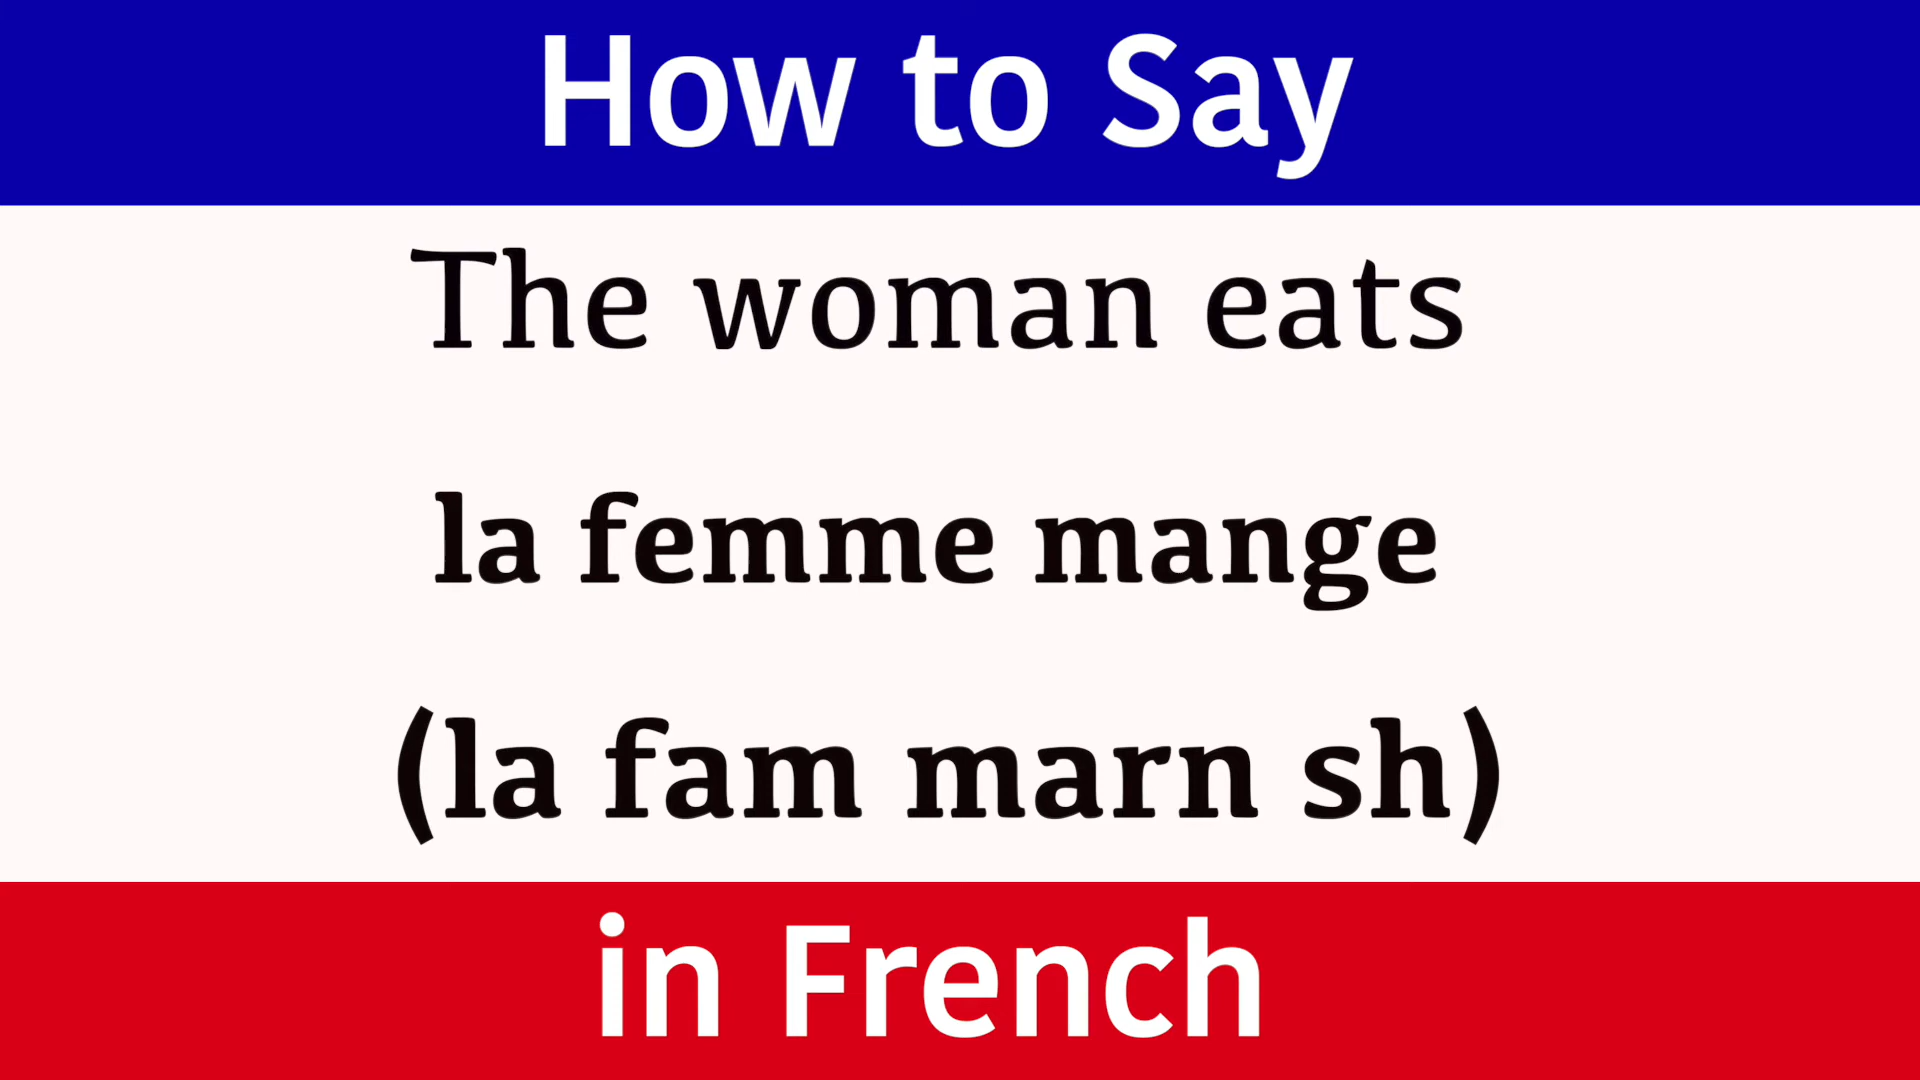 How to Say
The woman eats
la femme mange
(la fam marn sh)
in French